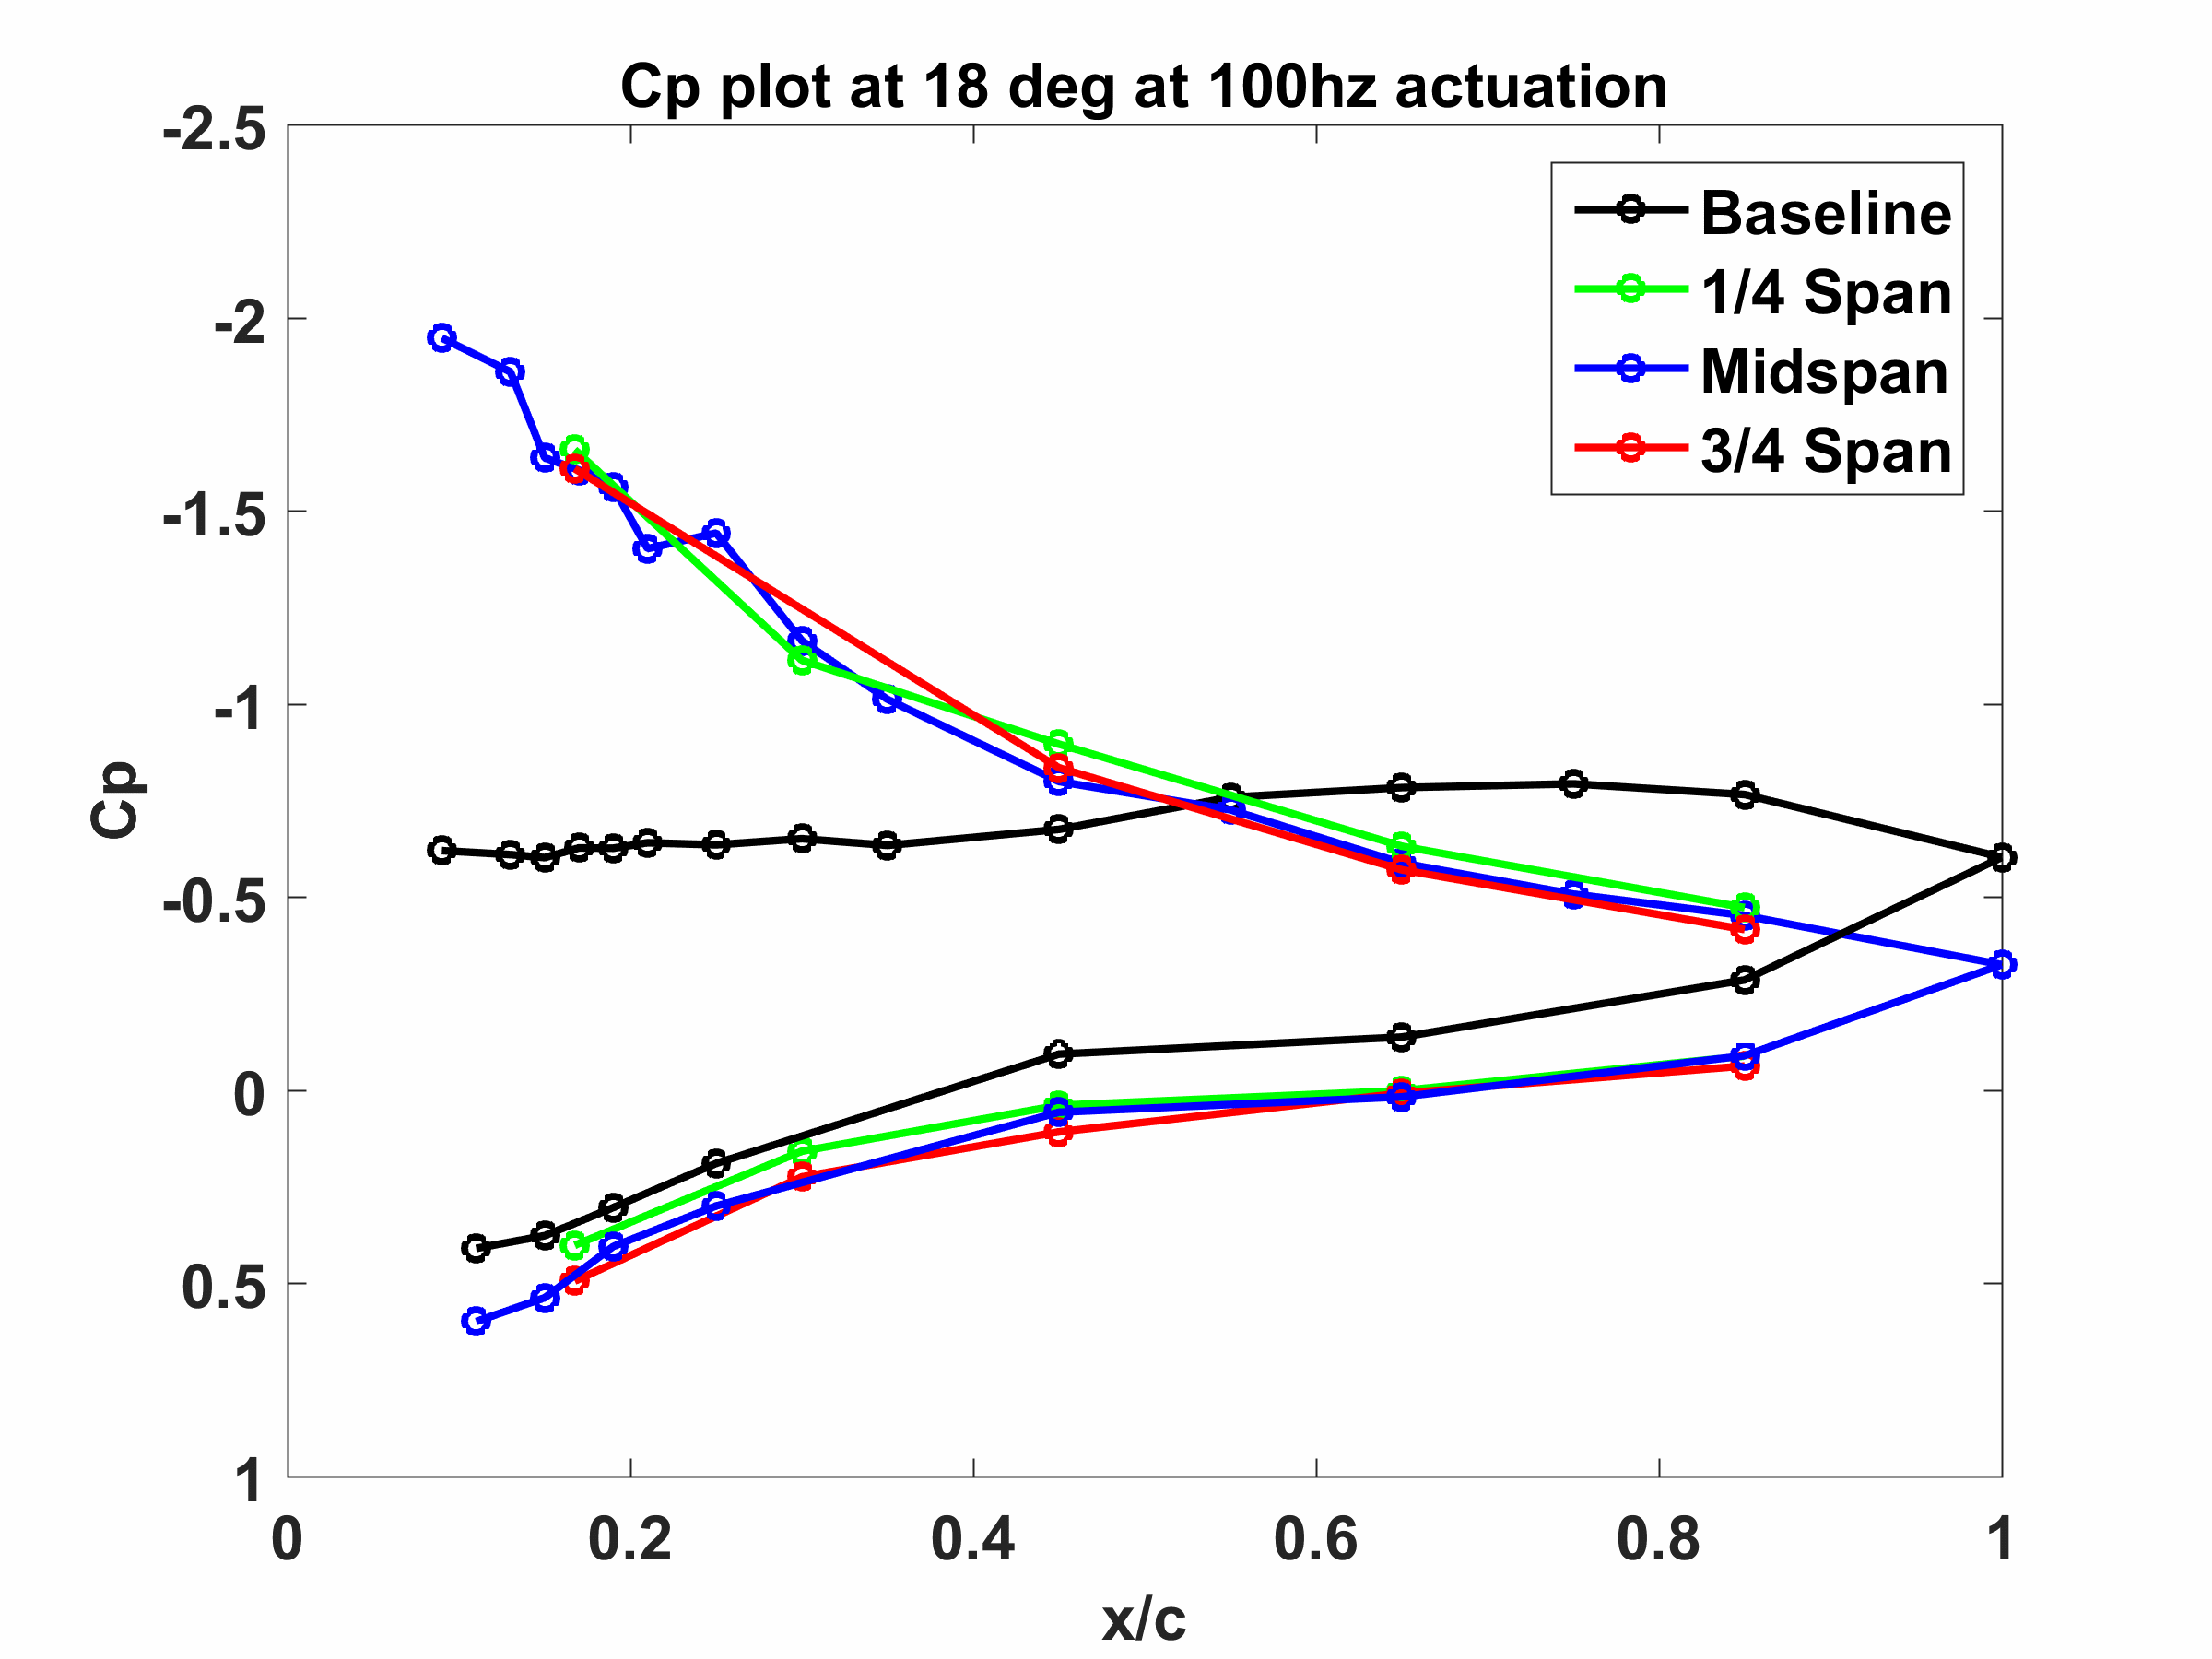 Cp plot at 18 deg at 100hz actuation
-2.5
-2
-1.5
-1
-0.5
0
0.5
1
Cp
Baseline
1/4 Span
Midspan
3/4 Span
0
0.2
0.4
0.6
0.8
1
x/c